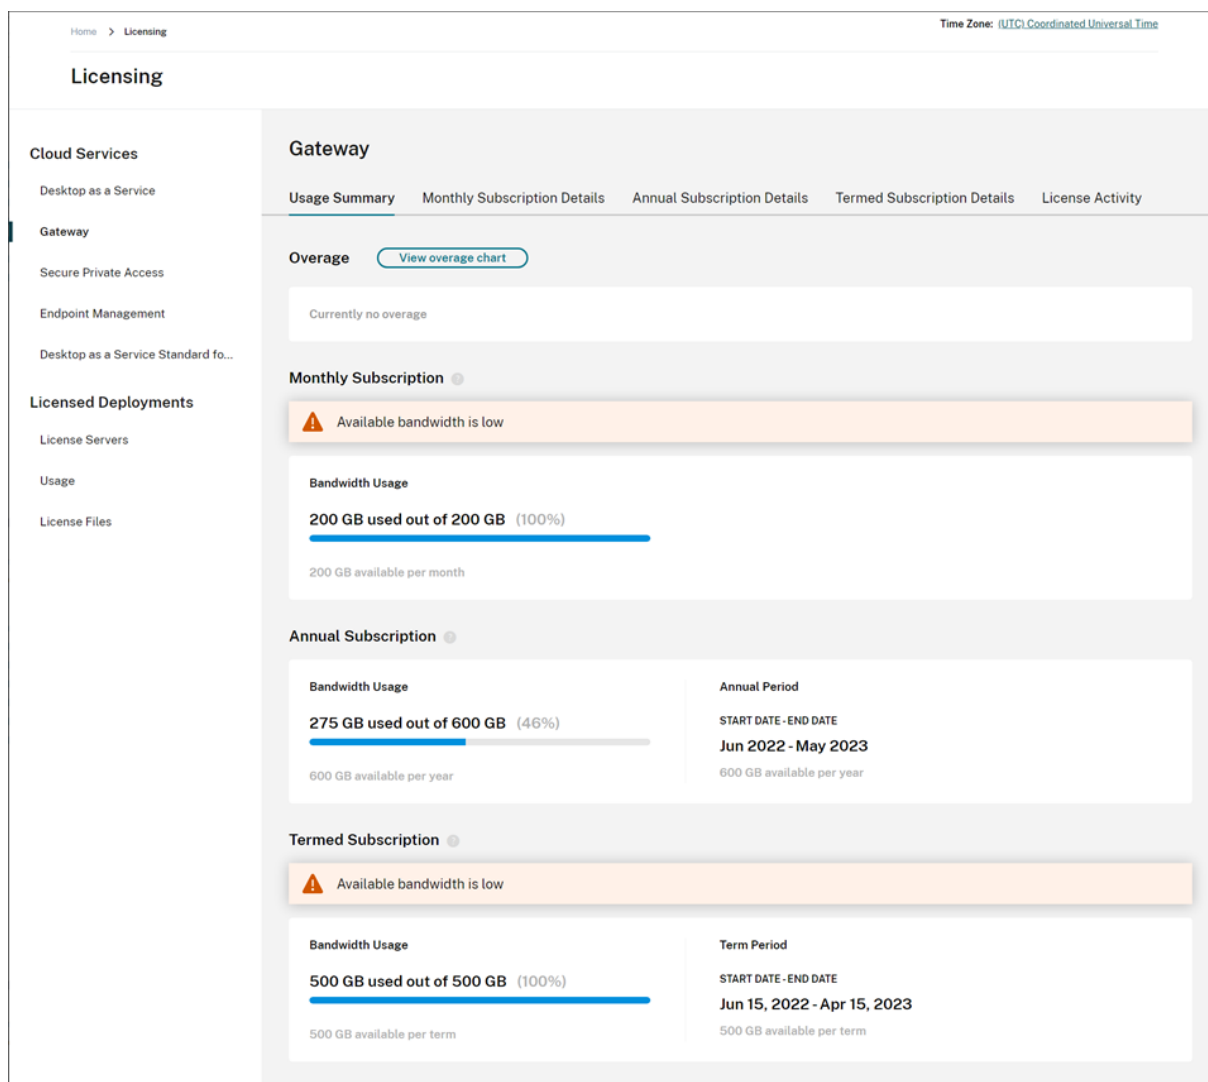 Home > Licensing
Time Zone: (UTC) Coordinated Universal Time
Licensing
Cloud Services
Desktop as a Service
Gateway
Secure Private Access
Endpoint Management
Desktop as a Service Standard fo...
Licensed Deployments
License Servers
Usage
License Files
Gateway
Usage Summary Monthly Subscription Details Annual Subscription Details Termed Subscription Details License Activity
Overage View overage chart
Currently no overage
Monthly Subscription ?
Available bandwidth is low
Bandwidth Usage
200 GB used out of 200 GB (100%)
200 GB available per month
Annual Subscription ?
Bandwidth Usage
275 GB used out of 600 GB (46%)
600 GB available per year
Annual Period
START DATE - END DATE
Jun 2022 - May 2023
600 GB available per year
Termed Subscription ?
Available bandwidth is low
Bandwidth Usage
500 GB used out of 500 GB (100%)
500 GB available per term
Term Period
START DATE - END DATE
Jun 15, 2022 - Apr 15, 2023
500 GB available per term